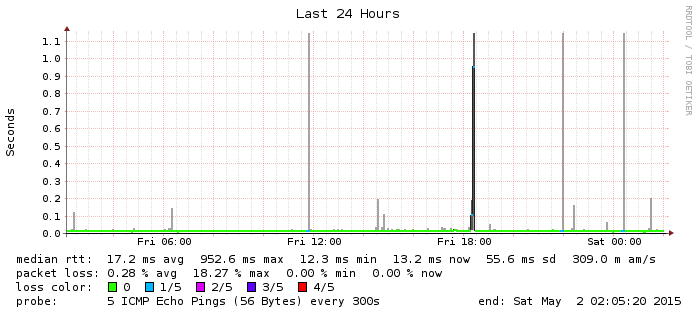 Last 24 Hours
RRDTOOL / TOBI OETIKER
Seconds
1.1
1.0
0.9
0.8
0.7
0.6
0.5
0.4
0.3
0.2
0.1
0.0
Fri 06:00 Fri 12:00 Fri 18:00 Sat 00:00
median rtt: 17.2 ms avg 952.6 ms max 12.3 ms min 13.2 ms now 55.6 ms sd 309.0 m am/s
packet loss: 0.28 % avg 18.27 % max 0.00 % min 0.00 % now
loss color: 0 1/5 2/5 3/5 4/5
probe: 5 ICMP Echo Pings (56 Bytes) every 300s end: Sat May 2 02:05:20 2015